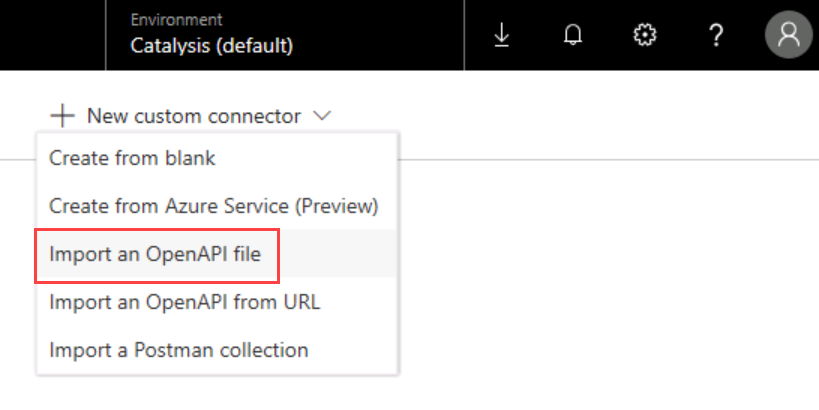 Environment
Catalysis (default)
?
New custom connector
Create from blank
Create from Azure Service (Preview)
Import an OpenAPI file
Import an OpenAPI from URL
Import a Postman collection